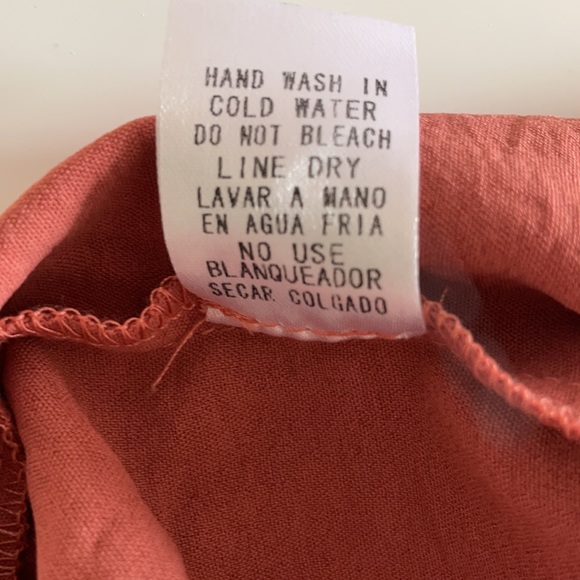 HAND WASH IN
COLD WATER
DO NOT BLEACH
LINE DRY
LAVAR A MANO
EN AGUA FRIA
NO USE
BLANQUEADOR
SECAR COLGADO